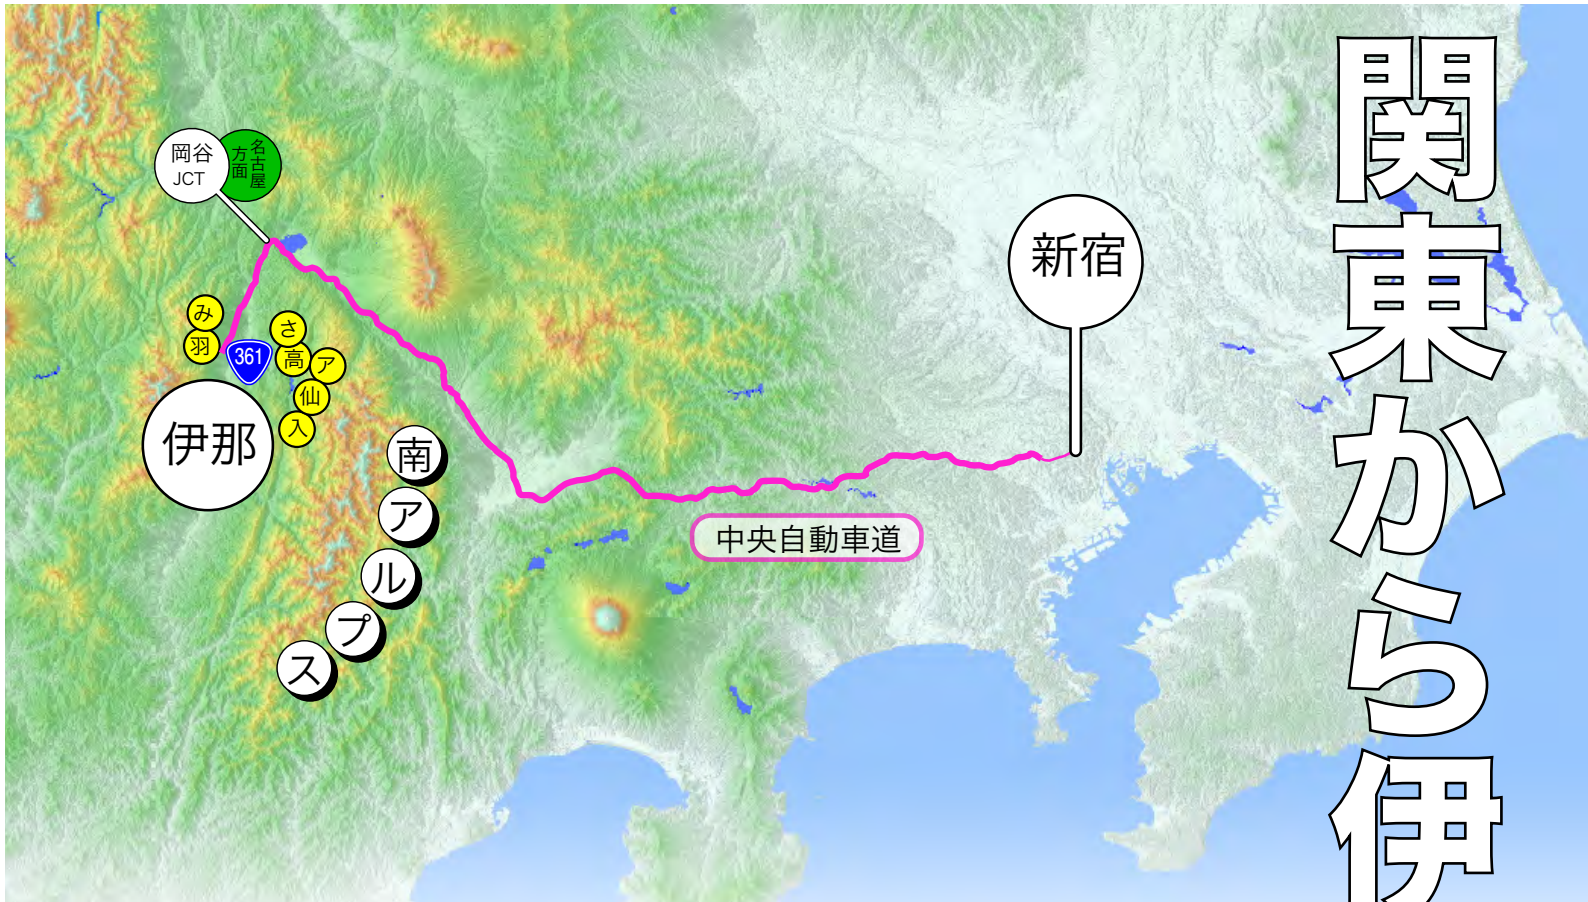 関東から伊
岡谷
JCT
名古屋
方面
新宿
み
羽
361
さ
高
ア
仙
入
伊那
南アルプス
中央自動車道